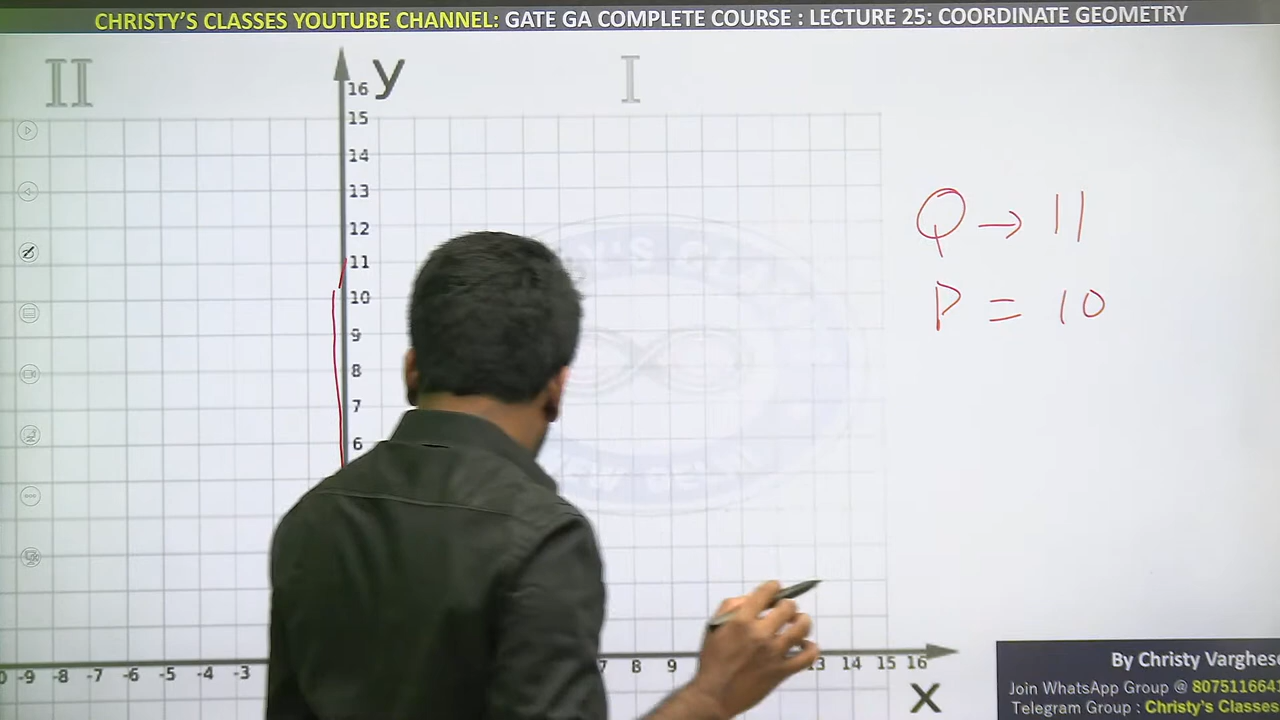 CHRISTY'S CLASSES YOUTUBE CHANNEL: GATE GA COMPLETE COURSE : LECTURE 25: COORDINATE GEOMETRY
II
y
I
16
15
14
13
12
11
10
9
8
7
6
Q → 11
P = 10
-9 -8 -7 -6 -5 -4 -3 7 8 9 13 14 15 16
x
By Christy Varghese
Join WhatsApp Group @ 8075116641
Telegram Group : Christy's Classes